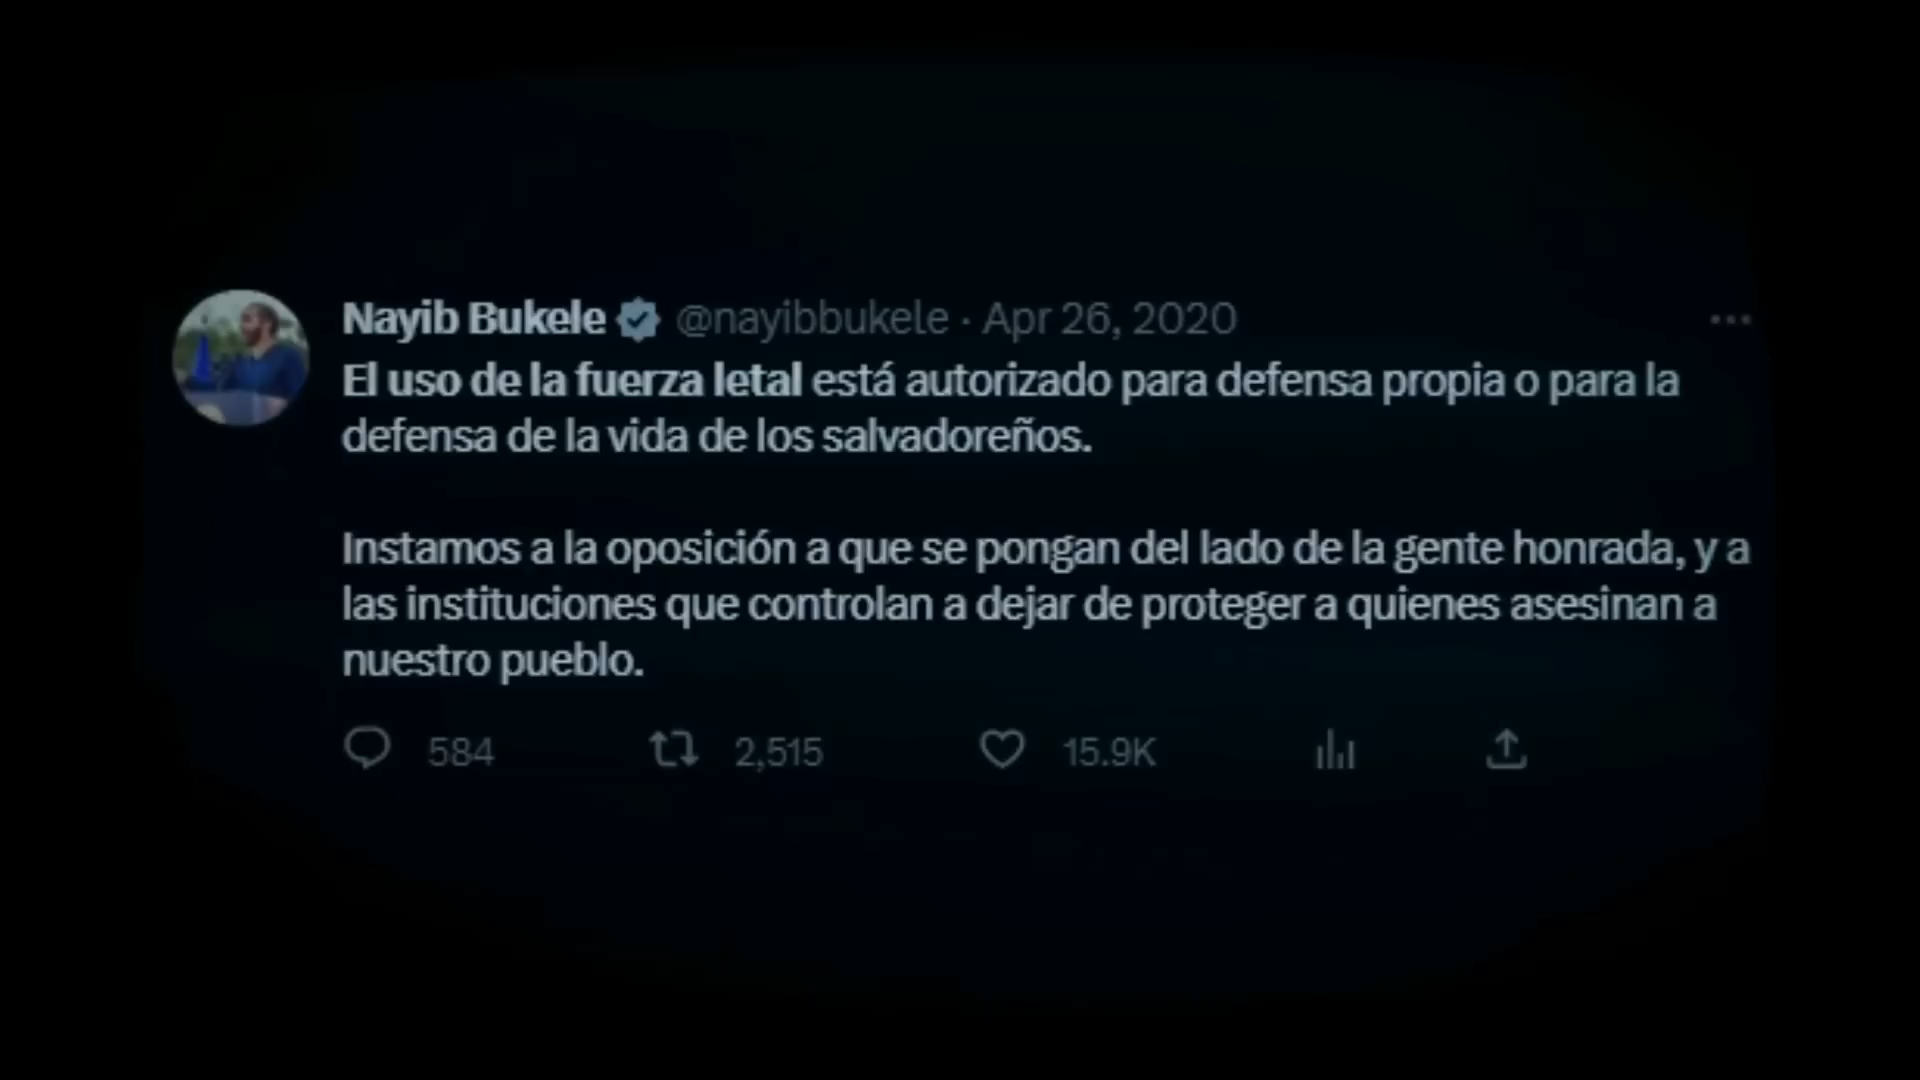 Nayib Bukele @nayibbukele · Apr 26, 2020
El uso de la fuerza letal está autorizado para defensa propia o para la
defensa de la vida de los salvadoreños.
Instamos a la oposición a que se pongan del lado de la gente honrada, y a
las instituciones que controlan a dejar de proteger a quienes asesinan a
nuestro pueblo.
584 2,515 15.9K